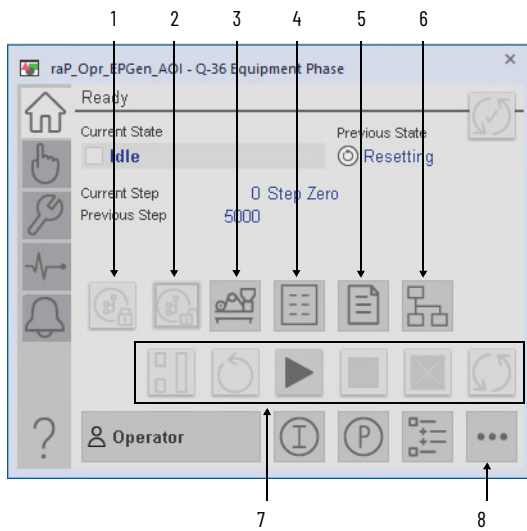 1 2 3 4 5 6
raP_Opr_EPGen_AOI - Q-36 Equipment Phase
Ready
Current State
Previous State
Idle
Resetting
Current Step 0 Step Zero
Previous Step 5000
I P
? Operator
7 8